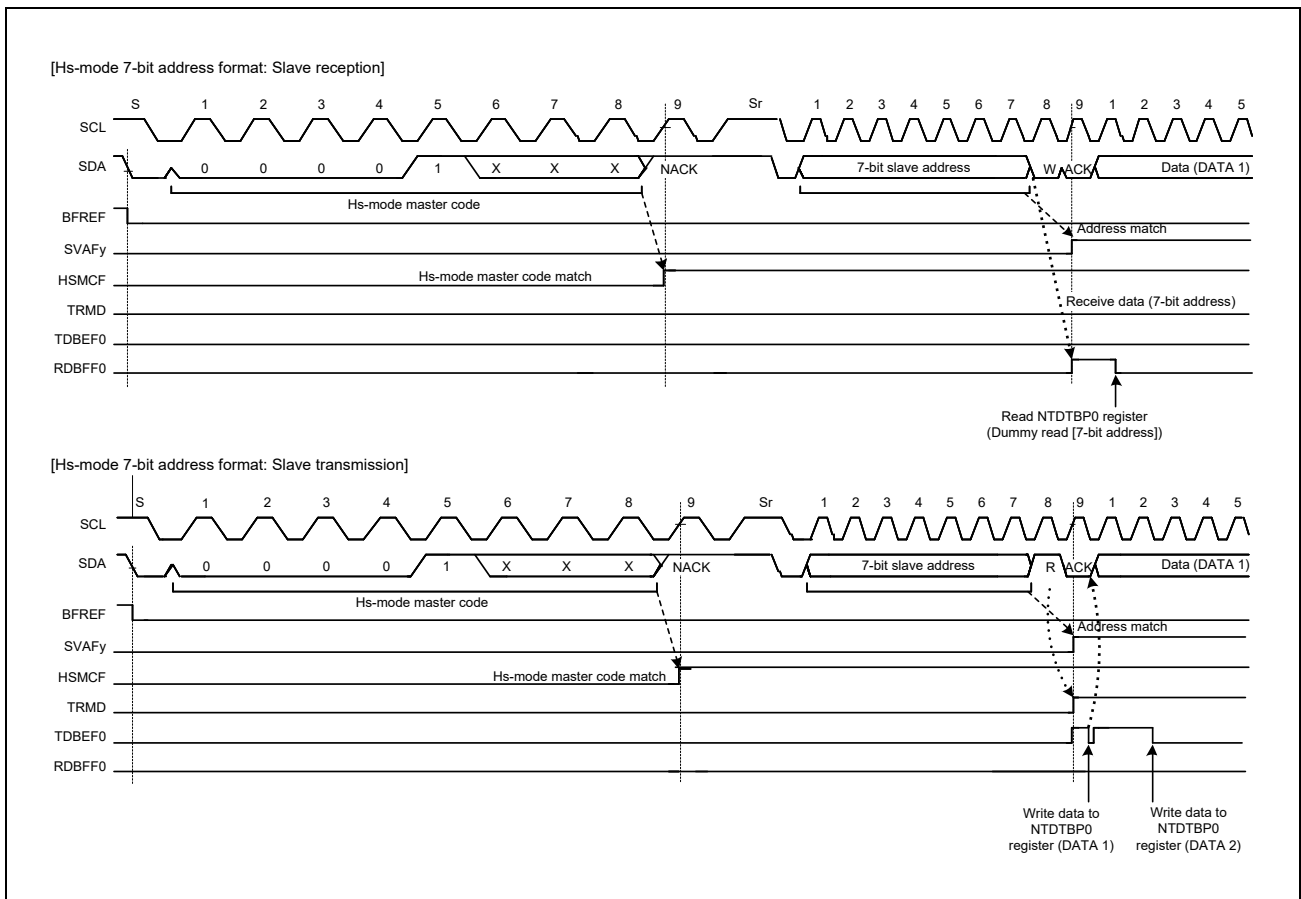 [Hs-mode 7-bit address format: Slave reception]
S 1 2 3 4 5 6 7 8 9 Sr 1 2 3 4 5 6 7 8 9 1 2 3 4 5
SCL
SDA 0 0 0 0 1 X X X NACK 7-bit slave address W ACK Data (DATA 1)
Hs-mode master code
BFREF
Address match
SVAFy
HSMCF Hs-mode master code match
TRMD Receive data (7-bit address)
TDBEF0
RDBFF0
Read NTDTBP0 register
(Dummy read [7-bit address])
[Hs-mode 7-bit address format: Slave transmission]
S 1 2 3 4 5 6 7 8 9 Sr 1 2 3 4 5 6 7 8 9 1 2 3 4 5
SCL
SDA 0 0 0 0 1 X X X NACK 7-bit slave address R ACK Data (DATA 1)
Hs-mode master code
BFREF
Address match
SVAFy
HSMCF Hs-mode master code match
TRMD
TDBEF0
RDBFF0
Write data to
NTDTBP0
register (DATA 1)
Write data to
NTDTBP0
register (DATA 2)